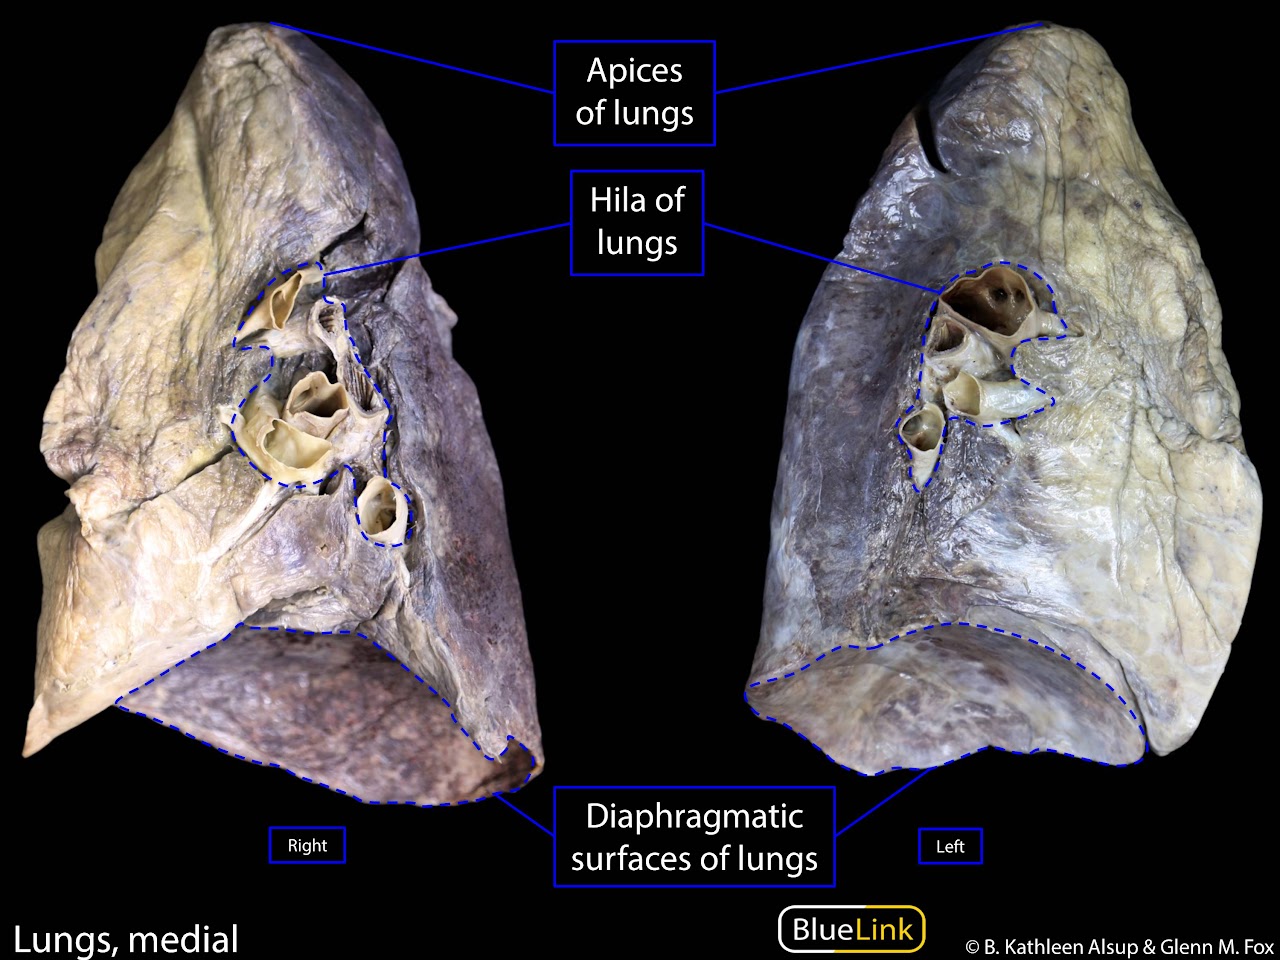 Apices
of lungs
Hila of
lungs
Diaphragmatic
surfaces of lungs
Right
Left
Lungs, medial
BlueLink
© B. Kathleen Alsup & Glenn M. Fox